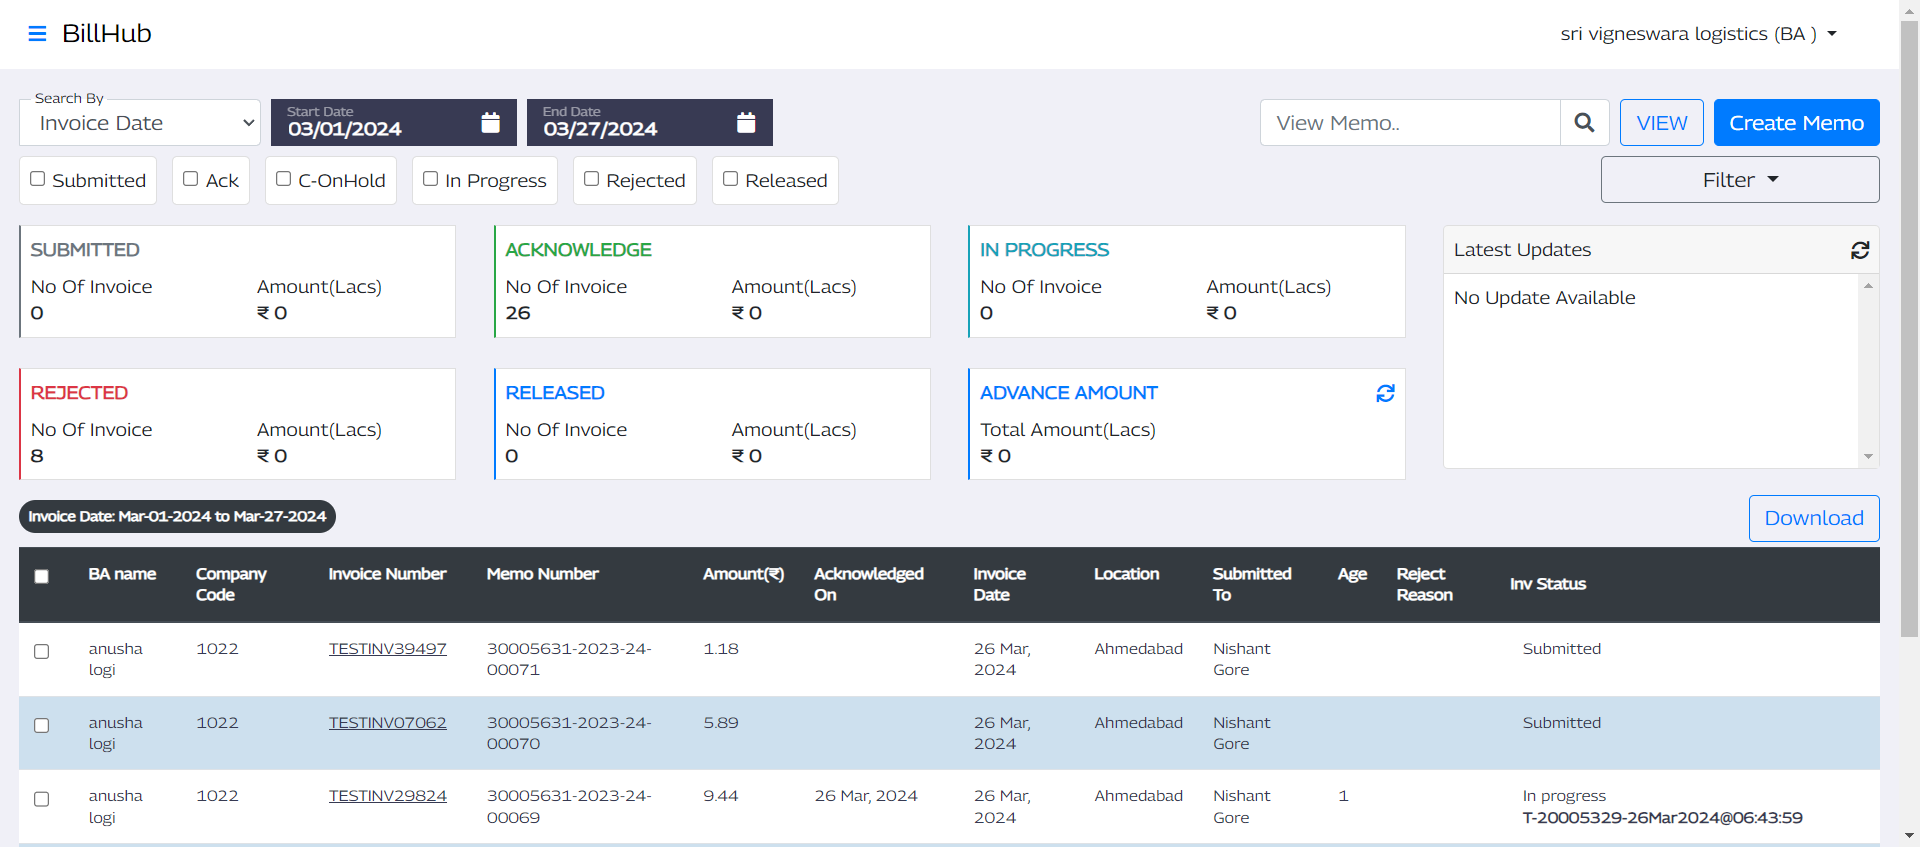 BillHub
sri vigneswara logistics (BA )
Search By
Invoice Date
Start Date
03/01/2024
End Date
03/27/2024
View Memo..
VIEW
Create Memo
Submitted
Ack
C-OnHold
In Progress
Rejected
Released
Filter
SUBMITTED
No Of Invoice Amount(Lacs)
0 ₹ 0
ACKNOWLEDGE
No Of Invoice Amount(Lacs)
26 ₹ 0
IN PROGRESS
No Of Invoice Amount(Lacs)
0 ₹ 0
Latest Updates
No Update Available
REJECTED
No Of Invoice Amount(Lacs)
8 ₹ 0
RELEASED
No Of Invoice Amount(Lacs)
0 ₹ 0
ADVANCE AMOUNT
Total Amount(Lacs)
₹ 0
Invoice Date: Mar-01-2024 to Mar-27-2024
Download
BA name Company Invoice Number Memo Number Amount(₹) Acknowledged Invoice Location Submitted Age Reject Inv Status
Code On Date To Reason
anusha 1022 TESTINV39497 30005631-2023-24- 1.18 26 Mar, Ahmedabad Nishant Submitted
logi 00071 2024 Gore
anusha 1022 TESTINV07062 30005631-2023-24- 5.89 26 Mar, Ahmedabad Nishant Submitted
logi 00070 2024 Gore
anusha 1022 TESTINV29824 30005631-2023-24- 9.44 26 Mar, 2024 26 Mar, Ahmedabad Nishant 1 In progress
logi 00069 2024 Gore T-20005329-26Mar2024@06:43:59